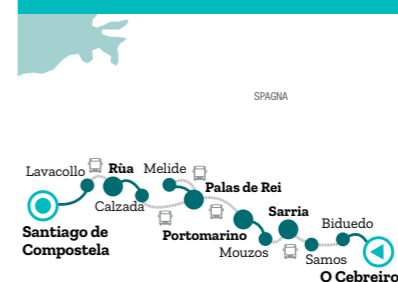 SPAGNA
Lavacollo
Rùa
Melide
Calzada
Palas de Rei
Santiago de
Compostela
Portomarino
Sarria
Mouzos
Biduedo
Samos
O Cebreiro